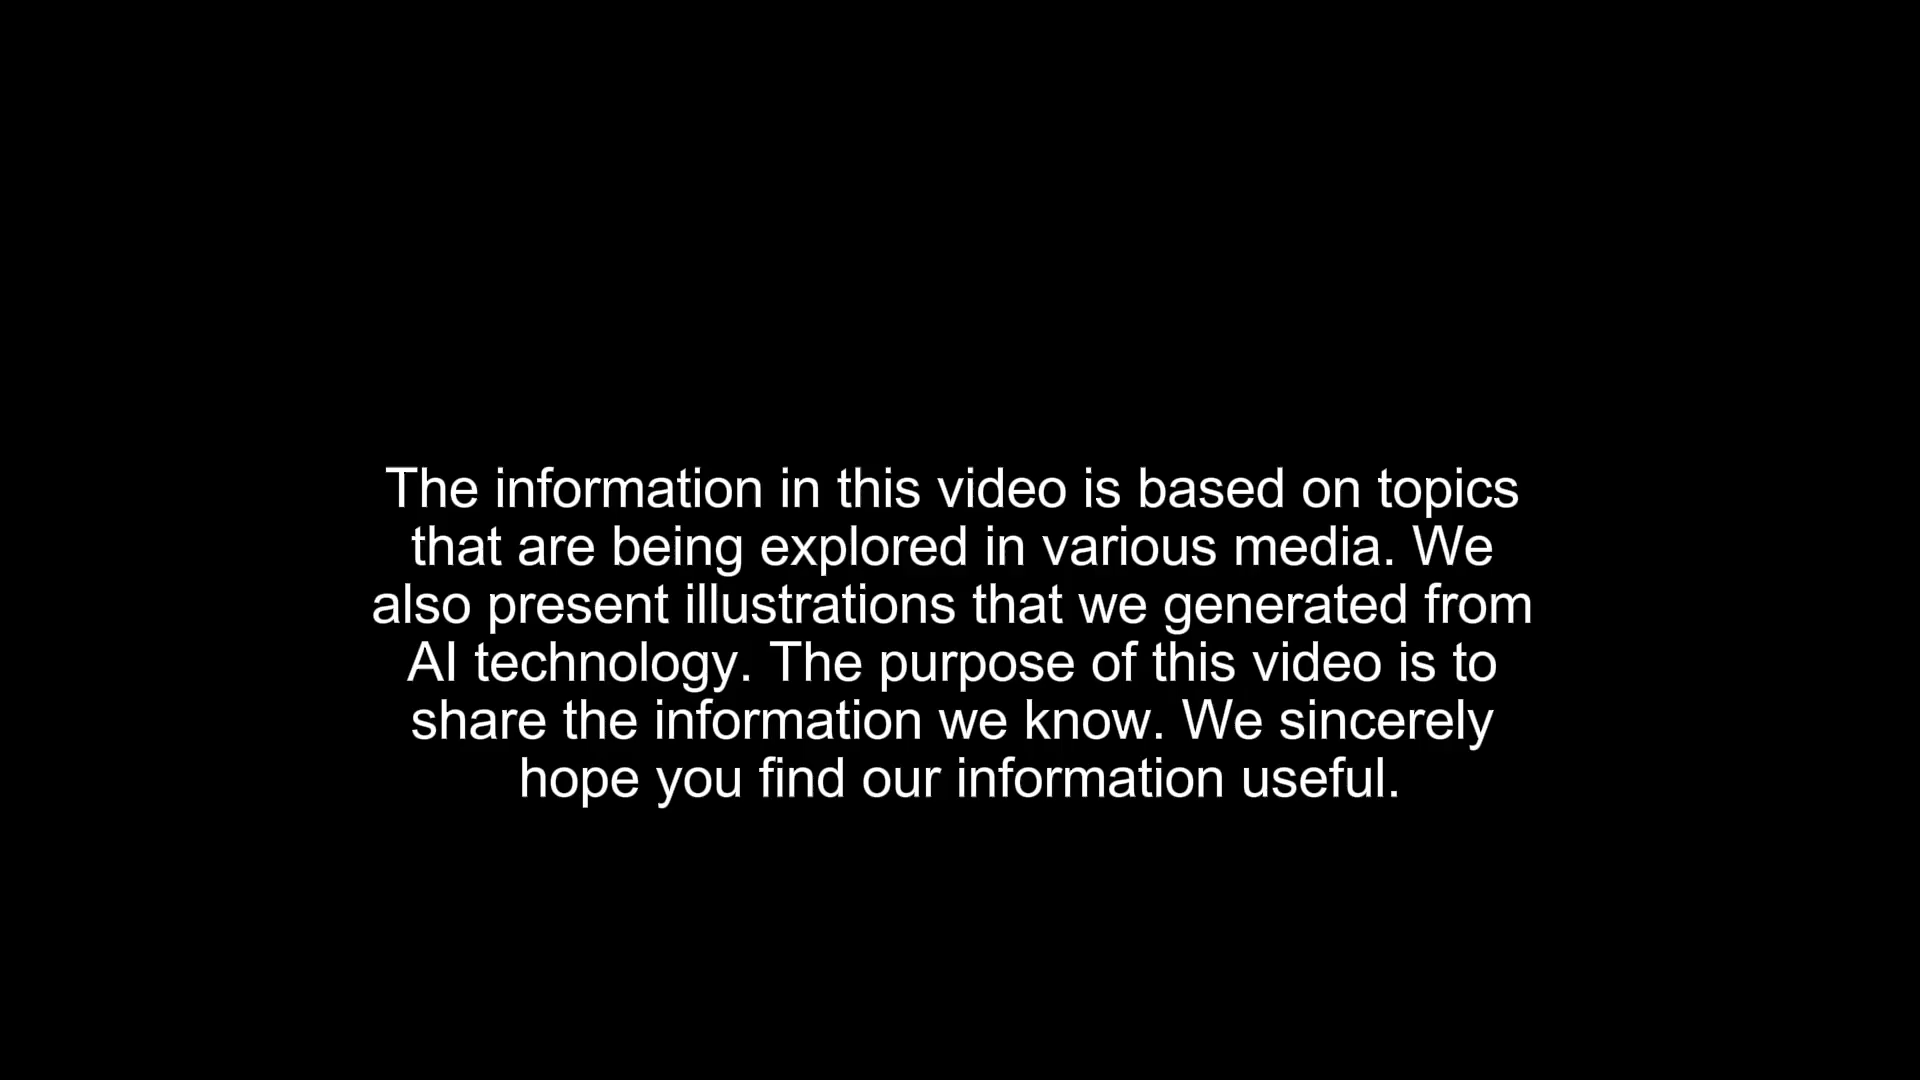 The information in this video is based on topics
that are being explored in various media. We
also present illustrations that we generated from
AI technology. The purpose of this video is to
share the information we know. We sincerely
hope you find our information useful.